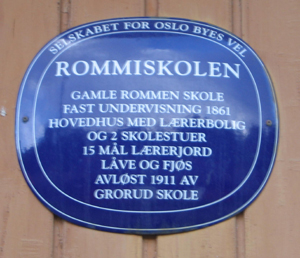 SELSKABET FOR OSLO BYES VEL
ROMMISKOLEN
GAMLE ROMMEN SKOLE
FAST UNDERVISNING 1861
HOVEDHUS MED LÆRERBOLIG
OG 2 SKOLESTUER
15 MÅL LÆRERJORD
LÅVE OG FJØS
AVLØST 1911 AV
GRORUD SKOLE